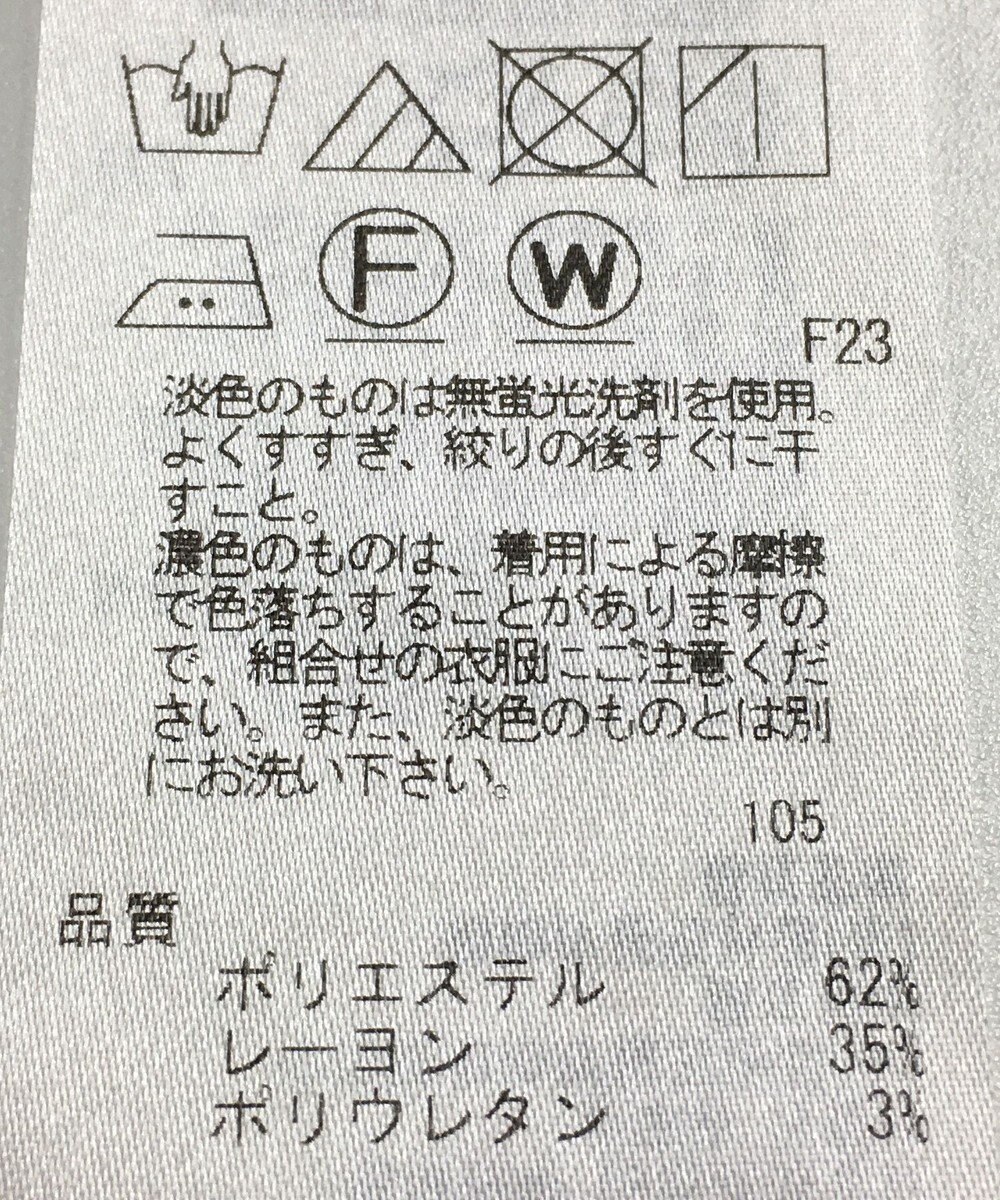 F
W
F23
淡色のものは無蛍光洗剤を使用。
よくすすぎ、絞りの後すぐに干
すこと。
濃色のものは、着用による摩擦
で色落ちすることがありますの
で、組合せの衣服にご注意くだ
さい。また、淡色のものとは別
にお洗い下さい。
105
品質
ポリエステル 62%
レーヨン 35%
ポリウレタン 3%